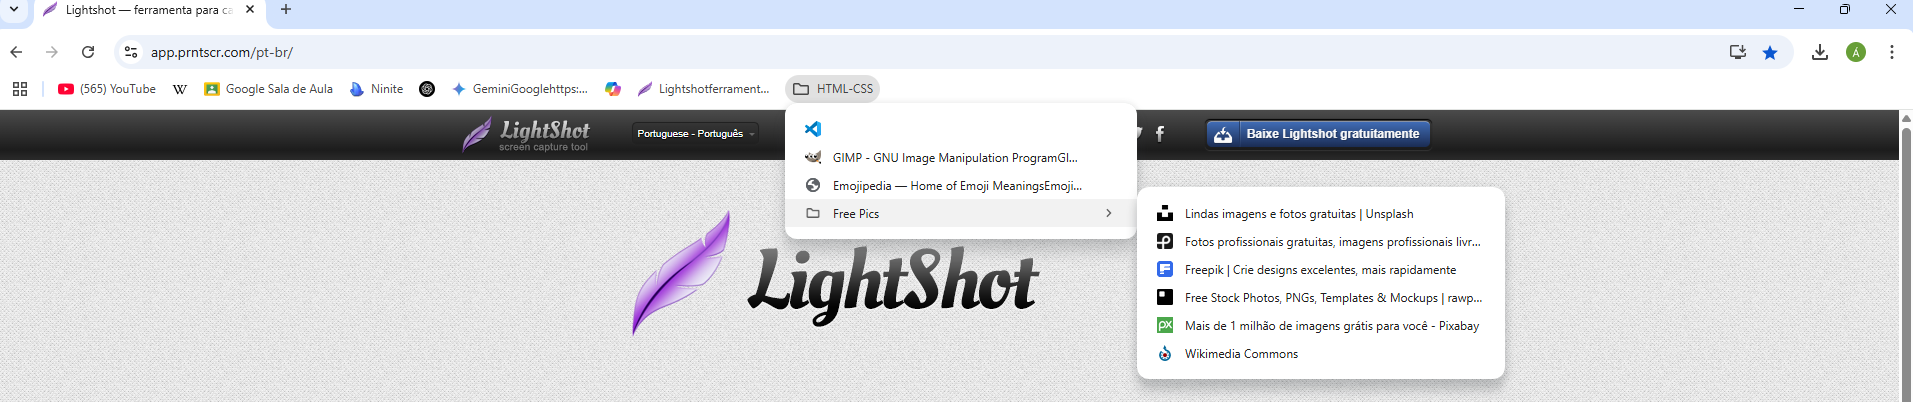 Lightshot — ferramenta para ca
app.prntscr.com/pt-br/
Á
(565) YouTube
W
Google Sala de Aula
Ninite
GeminiGooglehttps:...
Lightshotferrament...
HTML-CSS
LightShot
screen capture tool
Portuguese - Português
Baixe Lightshot gratuitamente
GIMP - GNU Image Manipulation ProgramGI...
Emojipedia — Home of Emoji MeaningsEmoji...
Free Pics
Lindas imagens e fotos gratuitas | Unsplash
Fotos profissionais gratuitas, imagens profissionais livr...
Freepik | Crie designs excelentes, mais rapidamente
Free Stock Photos, PNGs, Templates & Mockups | rawp...
px
Mais de 1 milhão de imagens grátis para você - Pixabay
Wikimedia Commons
LightShot